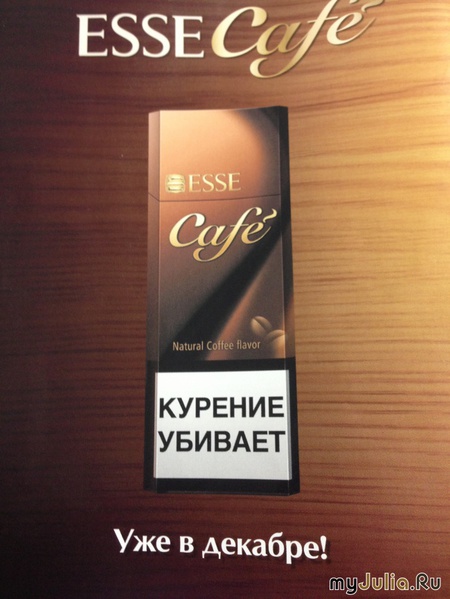 ESSE Café
ESSE
Café
Natural Coffee flavor
КУРЕНИЕ
УБИВАЕТ
Уже в декабре!
myJulia.Ru